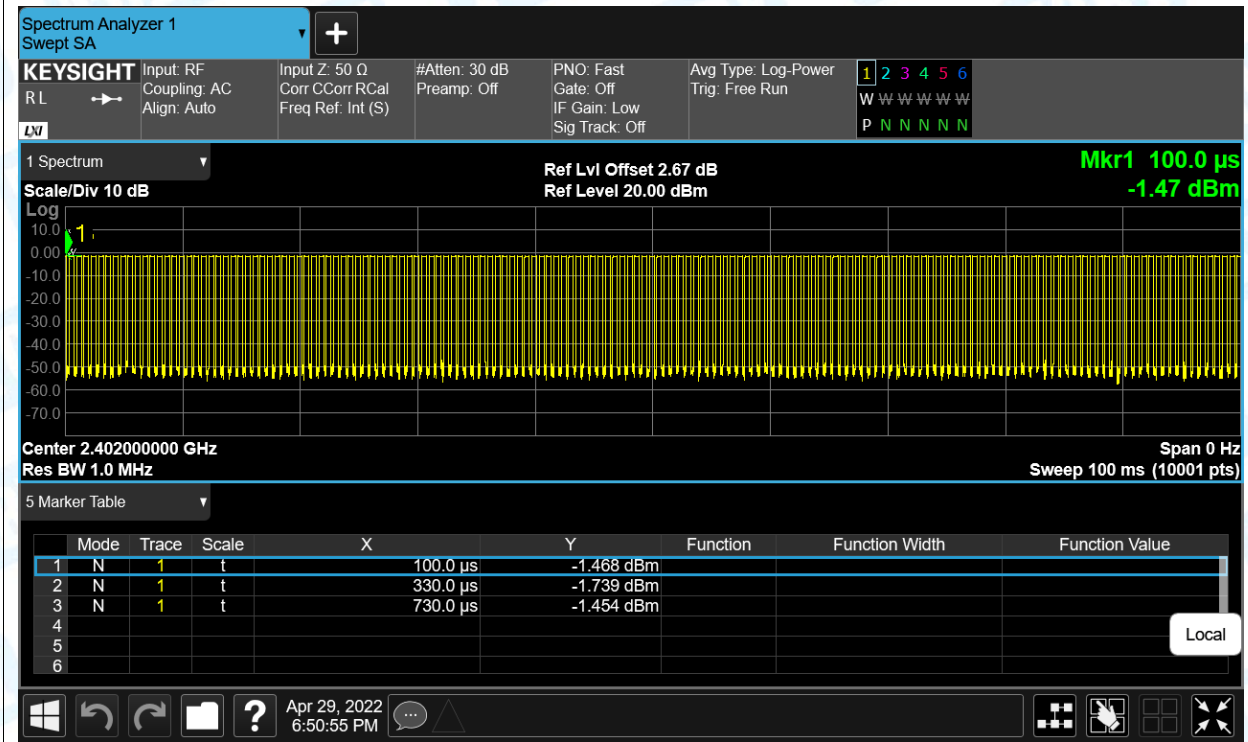 Spectrum Analyzer 1
Swept SA
+
KEYSIGHT
R L
LXI
Input: RF
Coupling: AC
Align: Auto
Input Z: 50 Ω
Corr CCorr RCal
Freq Ref: Int (S)
#Atten: 30 dB
Preamp: Off
PNO: Fast
Gate: Off
IF Gain: Low
Sig Track: Off
Avg Type: Log-Power
Trig: Free Run
1 2 3 4 5 6
W W W W W W
P N N N N N
1 Spectrum
Scale/Div 10 dB
Ref Lvl Offset 2.67 dB
Ref Level 20.00 dBm
Mkr1 100.0 µs
-1.47 dBm
Log
10.0
0.00
-10.0
-20.0
-30.0
-40.0
-50.0
-60.0
-70.0
1
Center 2.402000000 GHz
Res BW 1.0 MHz
Span 0 Hz
Sweep 100 ms (10001 pts)
5 Marker Table
Mode Trace Scale X Y Function Function Width Function Value
1 N 1 t 100.0 µs -1.468 dBm
2 N 1 t 330.0 µs -1.739 dBm
3 N 1 t 730.0 µs -1.454 dBm
4
5
6
Local
?
Apr 29, 2022
6:50:55 PM